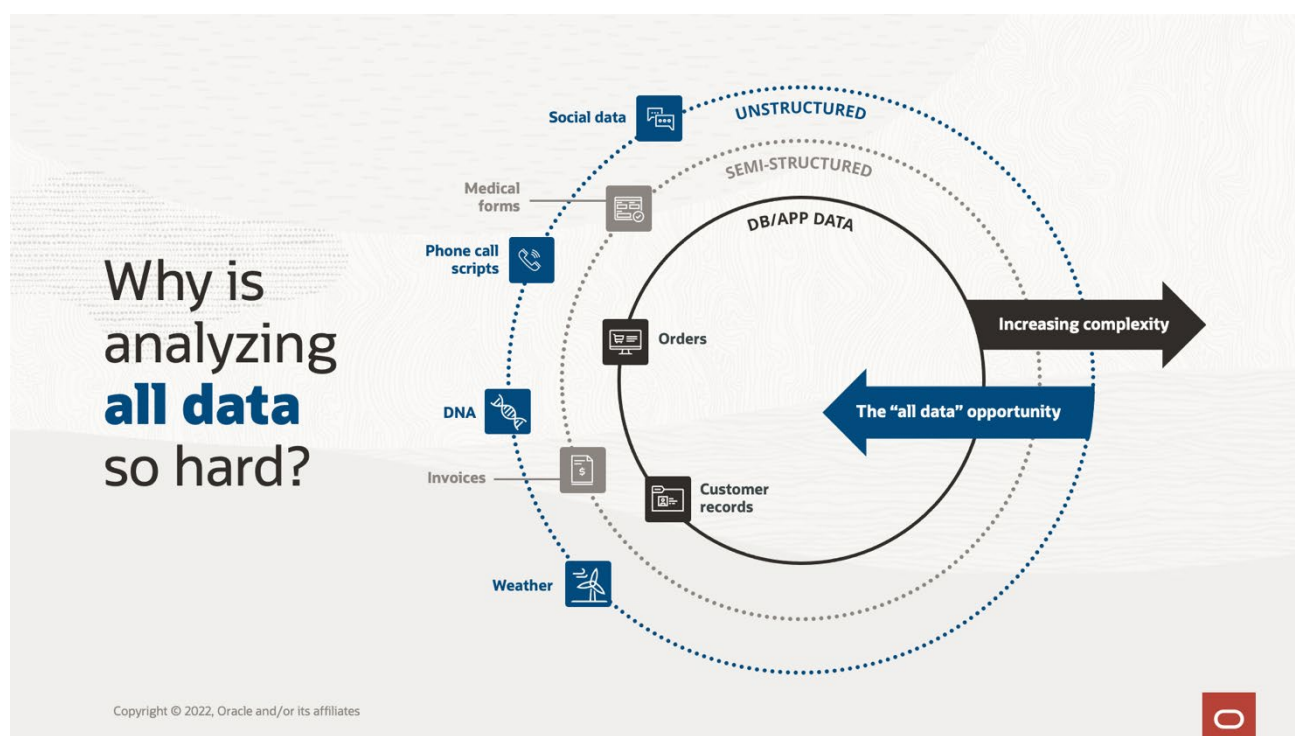 Why is
analyzing
all data
so hard?
Social data
UNSTRUCTURED
SEMI-STRUCTURED
Medical
forms
DB/APP DATA
Phone call
scripts
Increasing complexity
Orders
The “all data” opportunity
DNA
Invoices
$
Customer
records
Weather
Copyright © 2022, Oracle and/or its affiliates